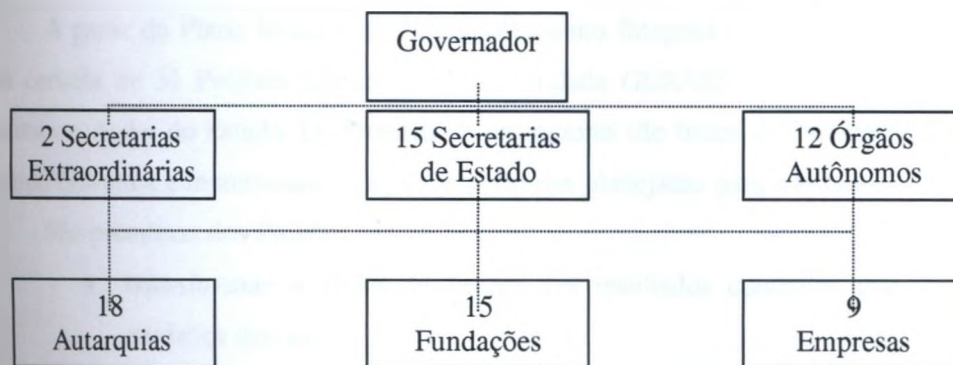 Governador
2 Secretarias
Extraordinárias
15 Secretarias
de Estado
12 Órgãos
Autônomos
18
Autarquias
15
Fundações
9
Empresas